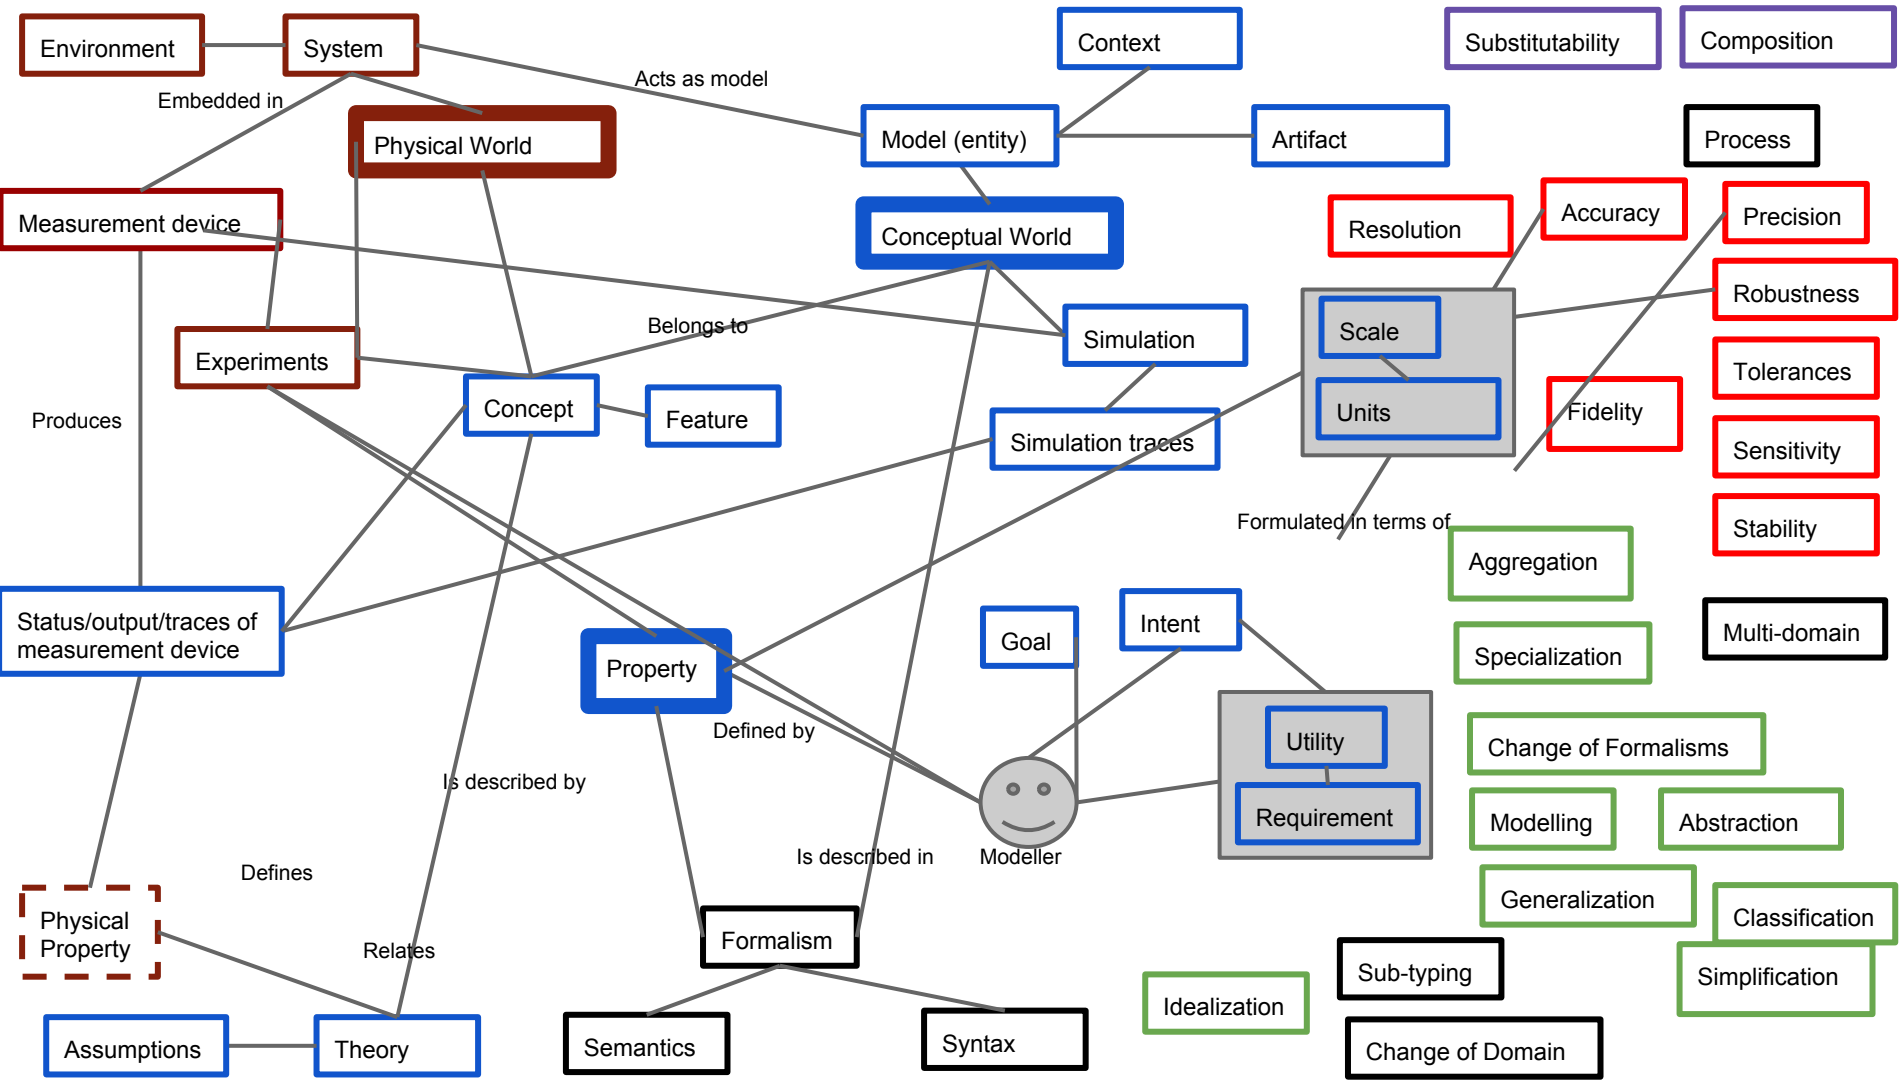 Environment
System
Context
Substitutability
Composition
Acts as model
Embedded in
Physical World
Model (entity)
Artifact
Process
Measurement device
Conceptual World
Resolution
Accuracy
Precision
Robustness
Belongs to
Simulation
Scale
Experiments
Tolerances
Produces
Concept
Feature
Simulation traces
Units
Fidelity
Sensitivity
Formulated in terms of
Stability
Aggregation
Status/output/traces of
measurement device
Goal
Intent
Multi-domain
Specialization
Property
Defined by
Utility
Change of Formalisms
Is described by
Requirement
Modelling
Abstraction
Defines
Is described in
Modeller
Generalization
Classification
Physical
Property
Relates
Formalism
Sub-typing
Simplification
Idealization
Assumptions
Theory
Semantics
Syntax
Change of Domain